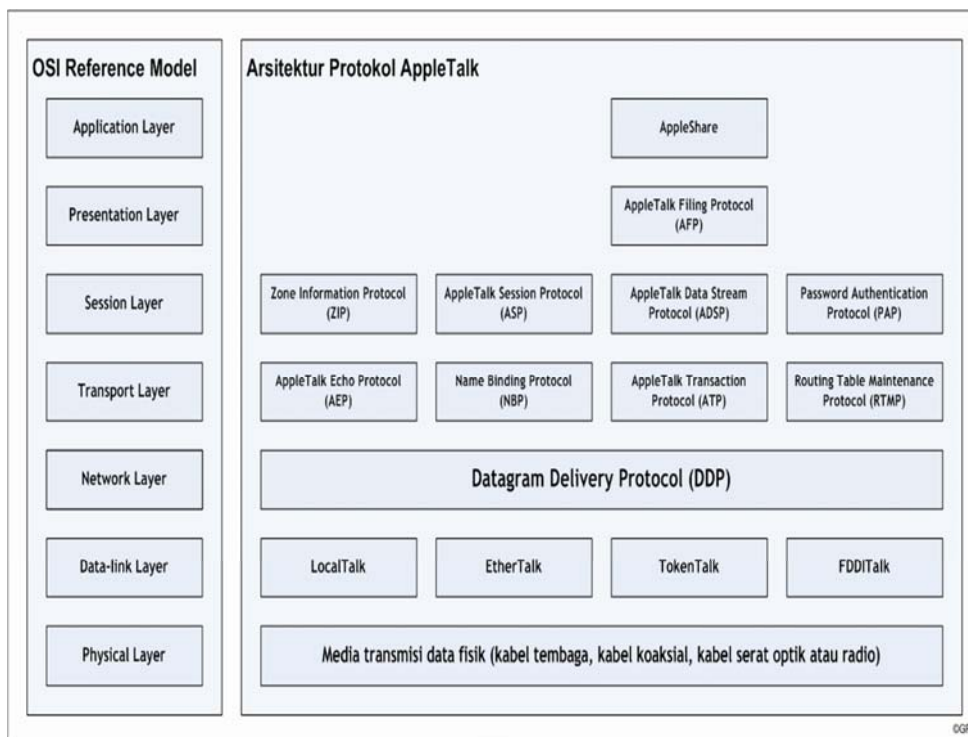 OSI Reference Model
Application Layer
Presentation Layer
Session Layer
Transport Layer
Network Layer
Data-link Layer
Physical Layer
Arsitektur Protokol AppleTalk
AppleShare
AppleTalk Filing Protocol
(AFP)
Zone Information Protocol
(ZIP)
AppleTalk Session Protocol
(ASP)
AppleTalk Data Stream
Protocol (ADSP)
Password Authentication
Protocol (PAP)
AppleTalk Echo Protocol
(AEP)
Name Binding Protocol
(NBP)
AppleTalk Transaction
Protocol (ATP)
Routing Table Maintenance
Protocol (RTMP)
Datagram Delivery Protocol (DDP)
LocalTalk
EtherTalk
TokenTalk
FDDITalk
Media transmisi data fisik (kabel tembaga, kabel koaksial, kabel serat optik atau radio)